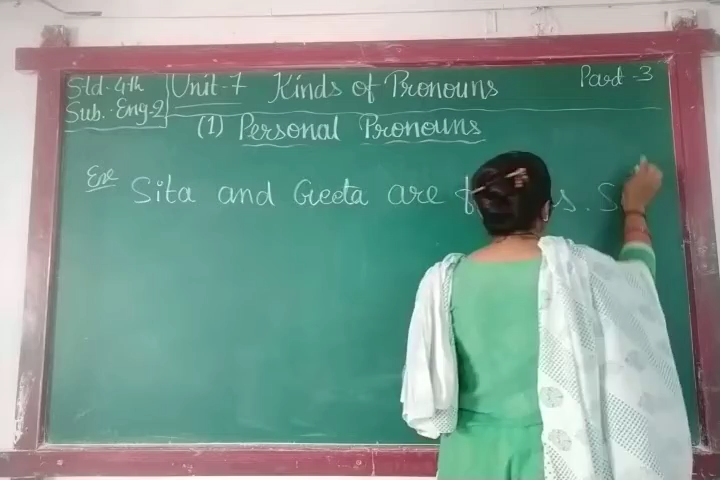 Std-4th
Sub.-Eng-2
Unit-7 Kinds of Pronouns
Part-3
(1) Personal Pronouns
Exe Sita and Geeta are f s. S